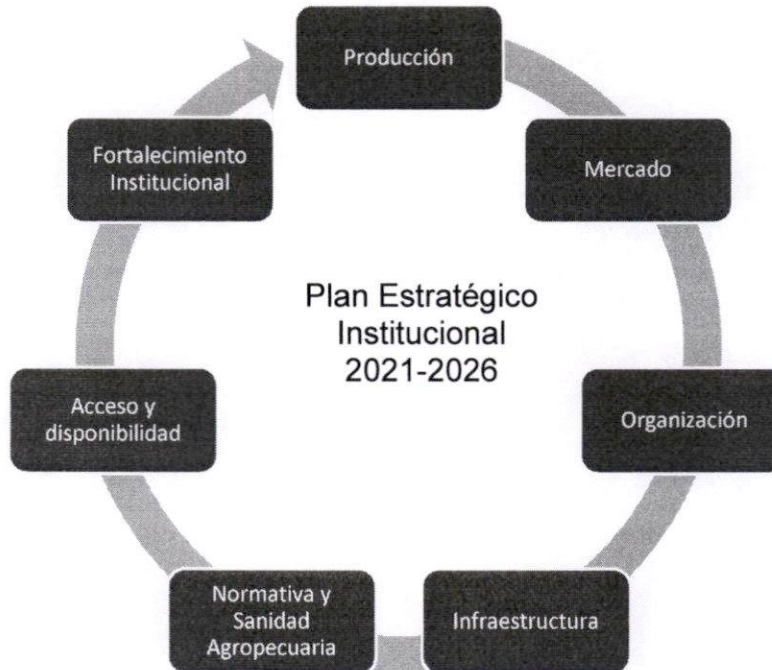 Producción
Mercado
Organización
Infraestructura
Normativa y
Sanidad
Agropecuaria
Acceso y
disponibilidad
Fortalecimiento
Institucional
Plan Estratégico
Institucional
2021-2026